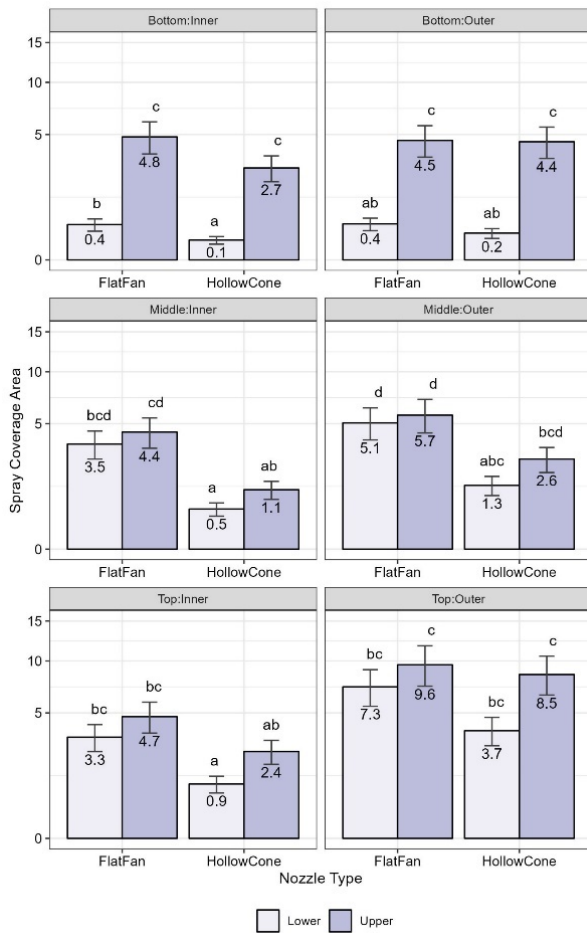 Bottom:Inner Bottom:Outer
15
10
c c c c
5
4.8 2.7 4.5 4.4
b a ab ab
0.4 0.1 0.4 0.2
0
FlatFan HollowCone FlatFan HollowCone
Middle:Inner Middle:Outer
15
10
bcd cd d d
5
3.5 4.4 5.1 5.7
a ab abc bcd
0.5 1.1 1.3 2.6
0
FlatFan HollowCone FlatFan HollowCone
Spray Coverage Area
Top:Inner Top:Outer
15
10
bc bc bc c c
5
3.3 4.7 7.3 9.6 8.5
a ab bc
0.9 2.4 3.7
0
FlatFan HollowCone FlatFan HollowCone
Nozzle Type
Lower Upper